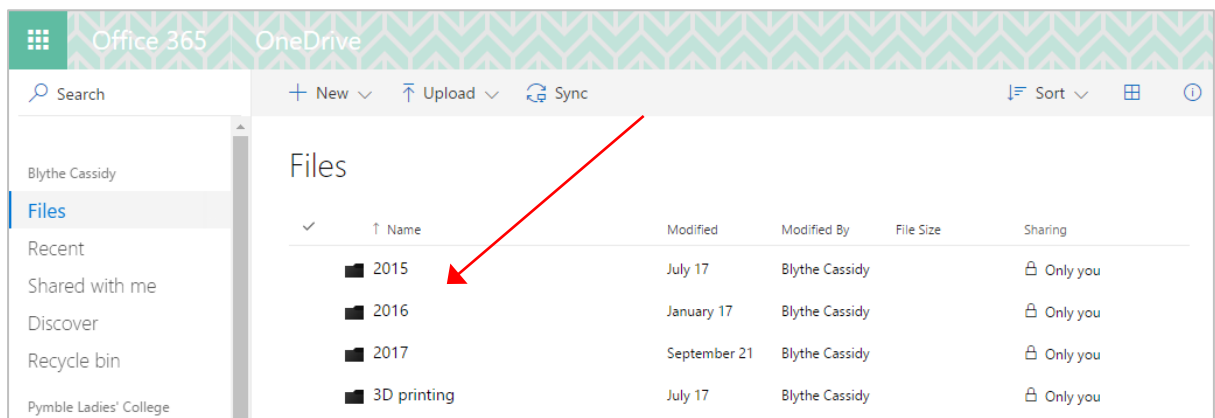 Office 365 OneDrive
Search
New Upload Sync Sort
Blythe Cassidy
Files
Recent
Shared with me
Discover
Recycle bin
Pymble Ladies' College
Files
Name Modified Modified By File Size Sharing
2015 July 17 Blythe Cassidy Only you
2016 January 17 Blythe Cassidy Only you
2017 September 21 Blythe Cassidy Only you
3D printing July 17 Blythe Cassidy Only you